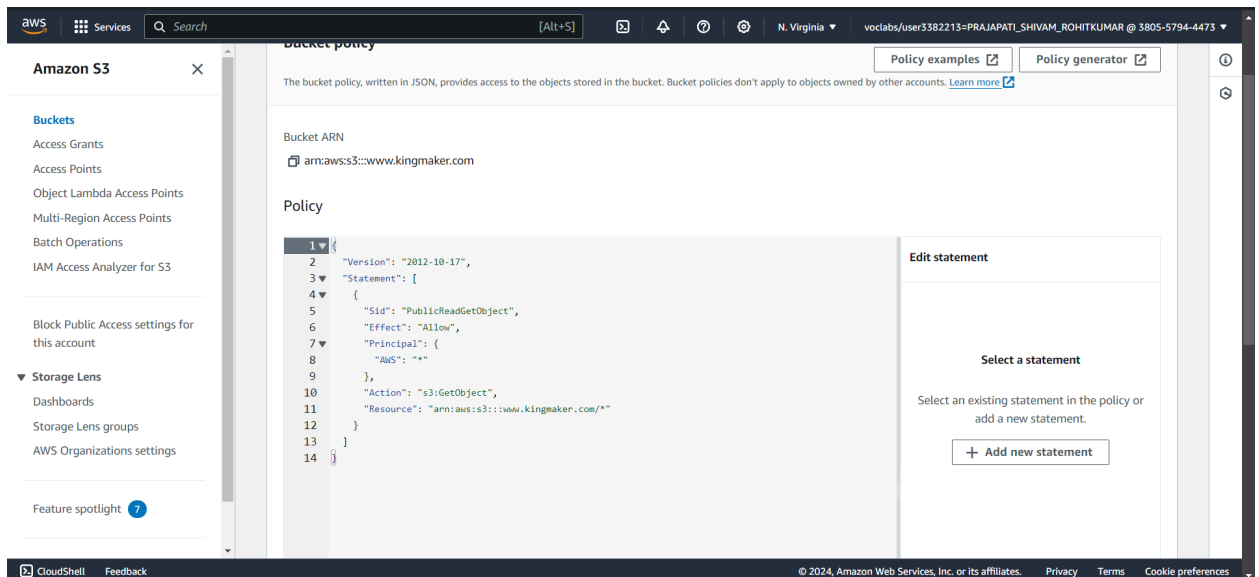 aws
Services
Search
[Alt+S]
N. Virginia
voclabs/user3382213=PRAJAPATI_SHIVAM_ROHITKUMAR @ 3805-5794-4473
Amazon S3
Buckets
Access Grants
Access Points
Object Lambda Access Points
Multi-Region Access Points
Batch Operations
IAM Access Analyzer for S3
Block Public Access settings for
this account
Storage Lens
Dashboards
Storage Lens groups
AWS Organizations settings
Feature spotlight 7
Bucket policy
Policy examples
Policy generator
The bucket policy, written in JSON, provides access to the objects stored in the bucket. Bucket policies don't apply to objects owned by other accounts. Learn more
Bucket ARN
arn:aws:s3:::www.kingmaker.com
Policy
1 {
2 "Version": "2012-10-17",
3 "Statement": [
4 {
5 "Sid": "PublicReadGetObject",
6 "Effect": "Allow",
7 "Principal": {
8 "AWS": "*"
9 },
10 "Action": "s3:GetObject",
11 "Resource": "arn:aws:s3:::www.kingmaker.com/*"
12 }
13 ]
14 }
Edit statement
Select a statement
Select an existing statement in the policy or
add a new statement.
+ Add new statement
CloudShell
Feedback
© 2024, Amazon Web Services, Inc. or its affiliates.
Privacy
Terms
Cookie preferences